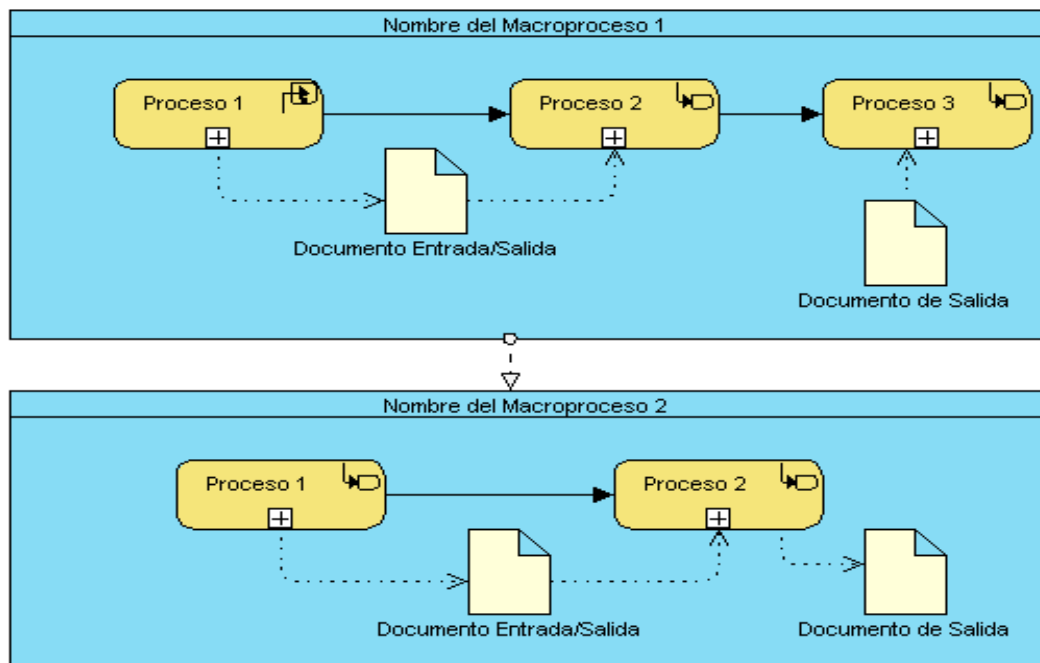 Nombre del Macroproceso 1
Proceso 1
Proceso 2
Proceso 3
Documento Entrada/Salida
Documento de Salida
Nombre del Macroproceso 2
Proceso 1
Proceso 2
Documento Entrada/Salida
Documento de Salida